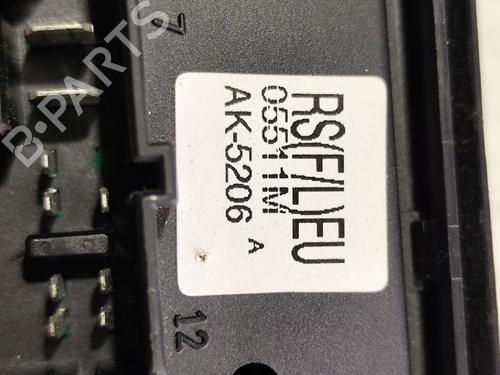 B-PARTS
7
RS(F/L)EU
05511M
AK-5206 A
12